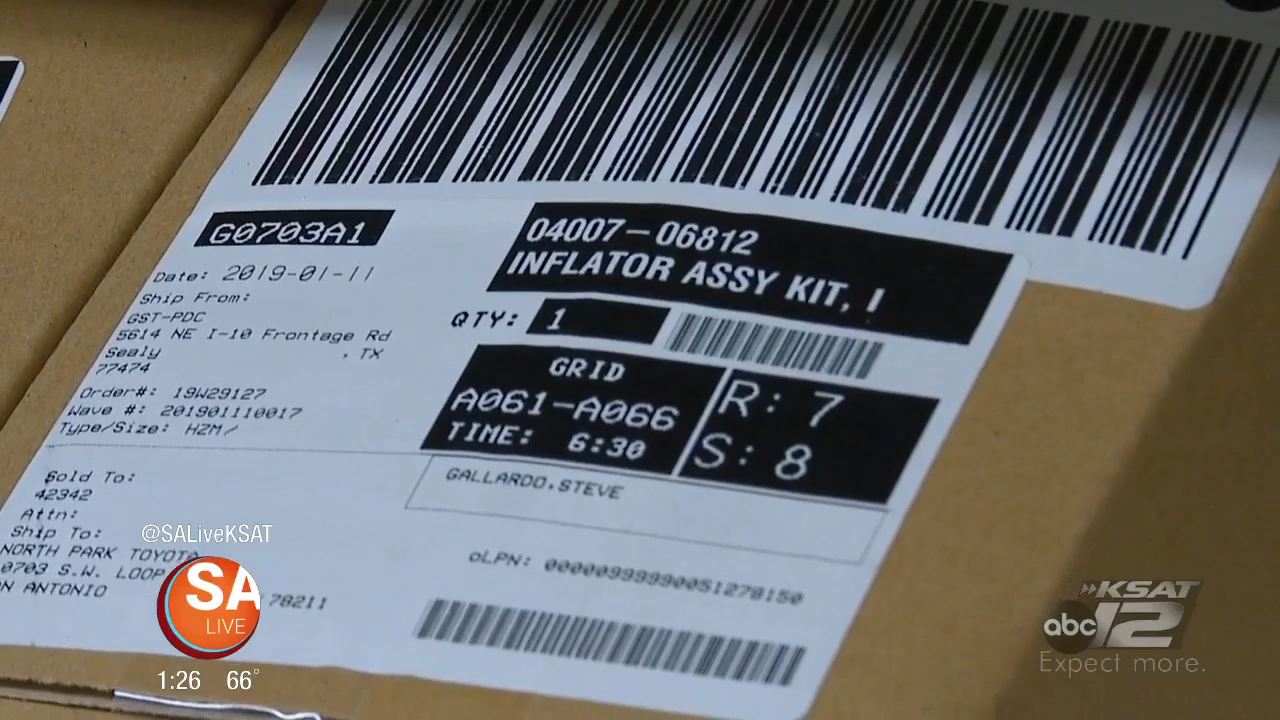 G0703A1
Date: 2019-01-11
Ship From:
GST-PDC
5614 NE I-10 Frontage Rd
Sealy , TX
77474
Order#: 19W29127
Wave #: 201901110017
Type/Size: HZM/
04007-06812
INFLATOR ASSY KIT, I
QTY: 1
GRID
A061-A066
TIME: 6:30
R: 7
S: 8
GALLARDO,STEVE
Sold To:
42342
Attn:
Ship To:
NORTH PARK TOYOTA
0703 S.W. LOOP
N ANTONIO 78211
oLPN: 00000999990051278150
@SALiveKSAT
SA
LIVE
1:26 66°
KSAT
abc 12
Expect more.